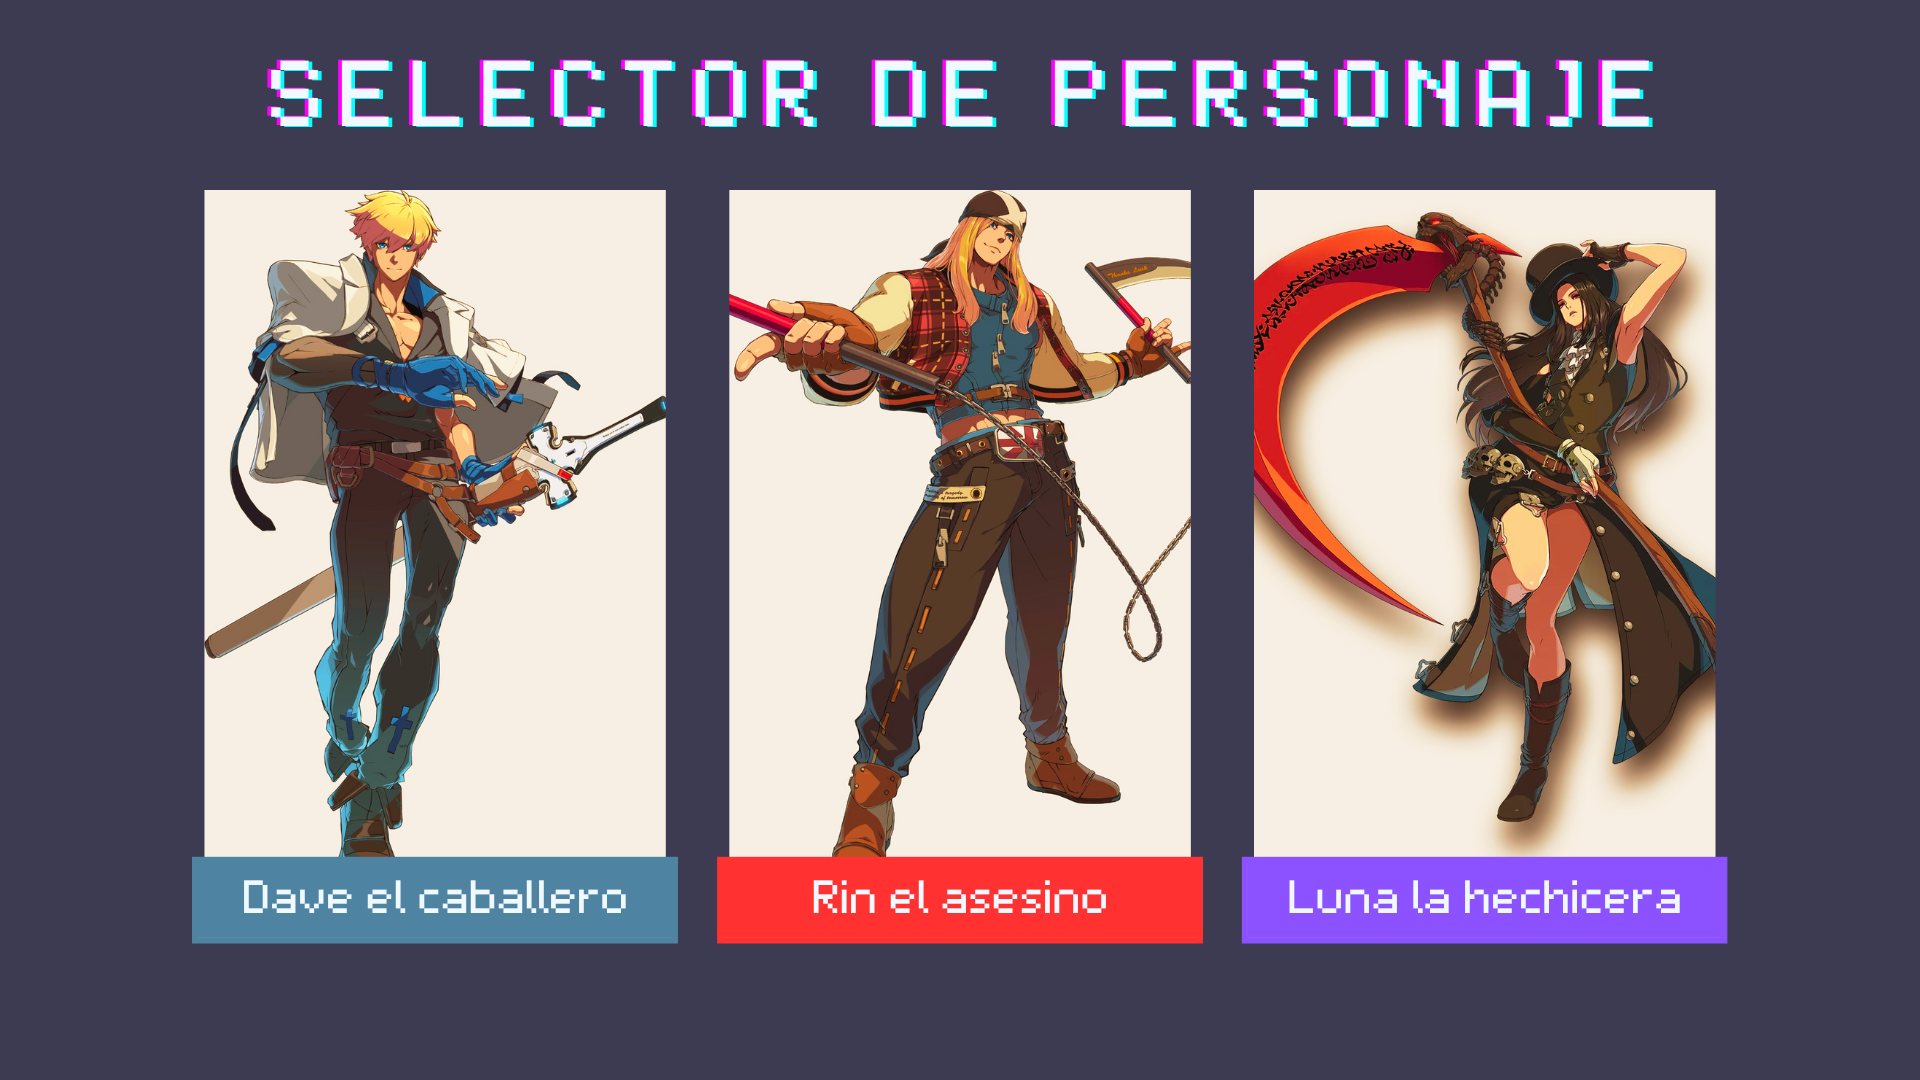 SELECTOR DE PERSONAJE
Dave el caballero
Rin el asesino
Luna la hechicera